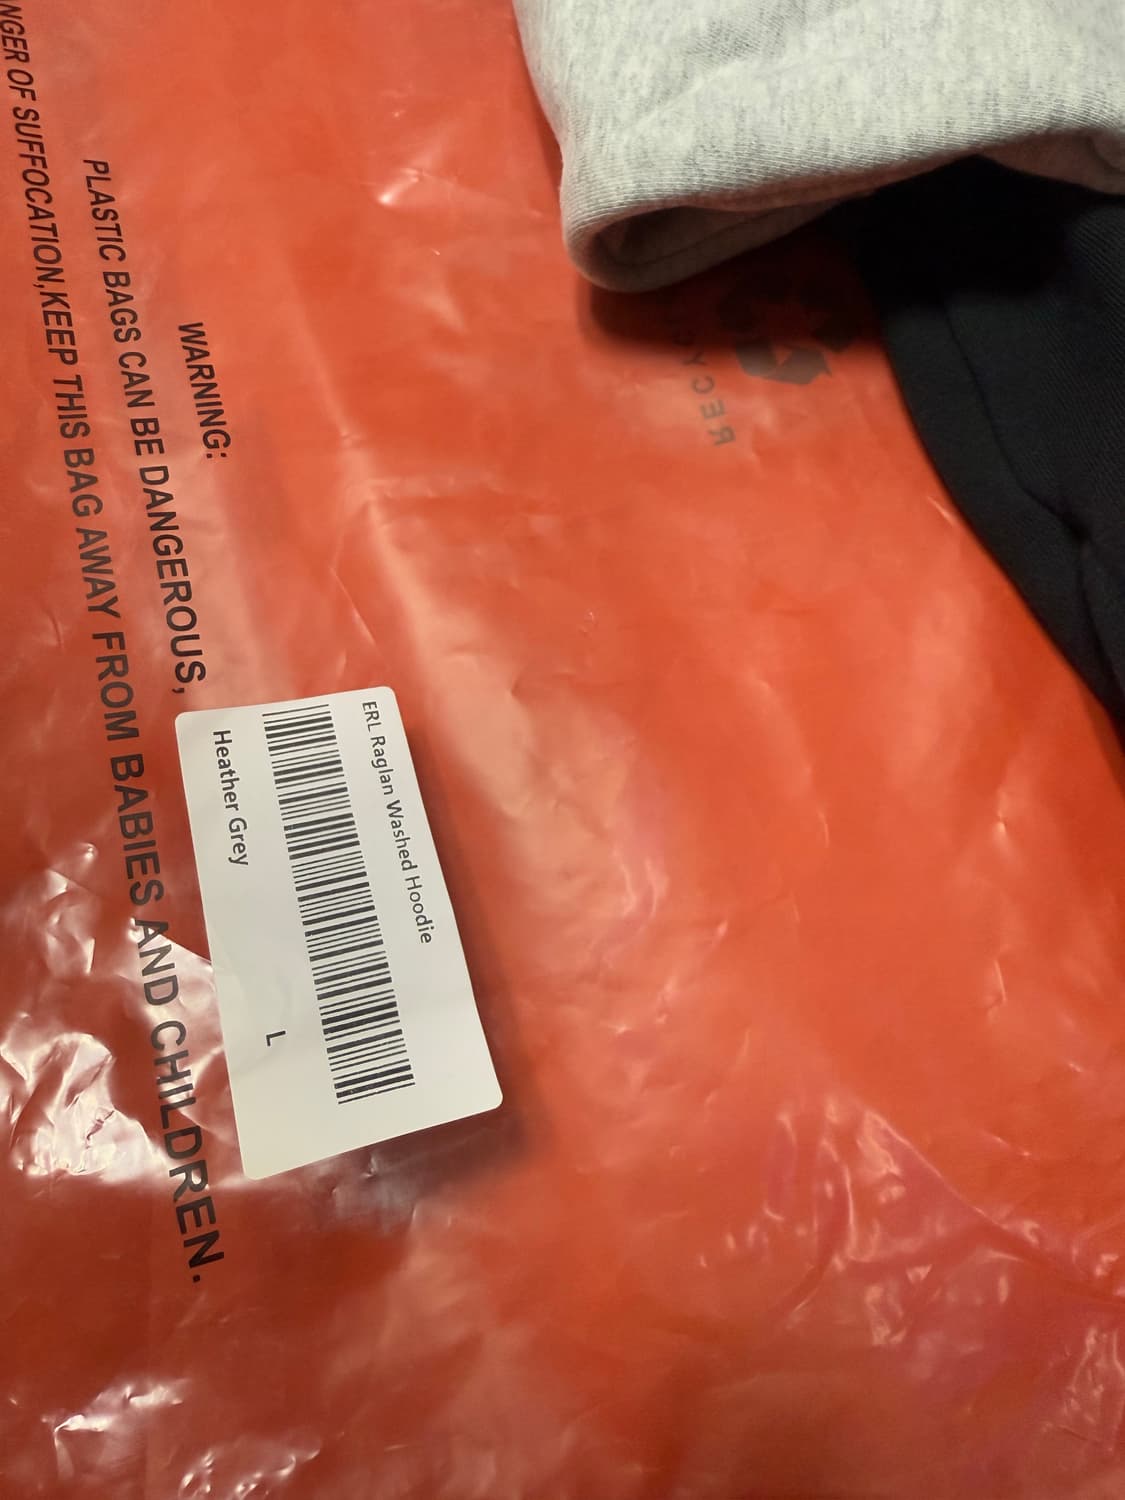 WARNING:
PLASTIC BAGS CAN BE DANGEROUS,
OF SUFFOCATION,KEEP THIS BAG AWAY FROM BABIES AND CHILDREN.
ERL Raglan Washed Hoodie
Heather Grey
L